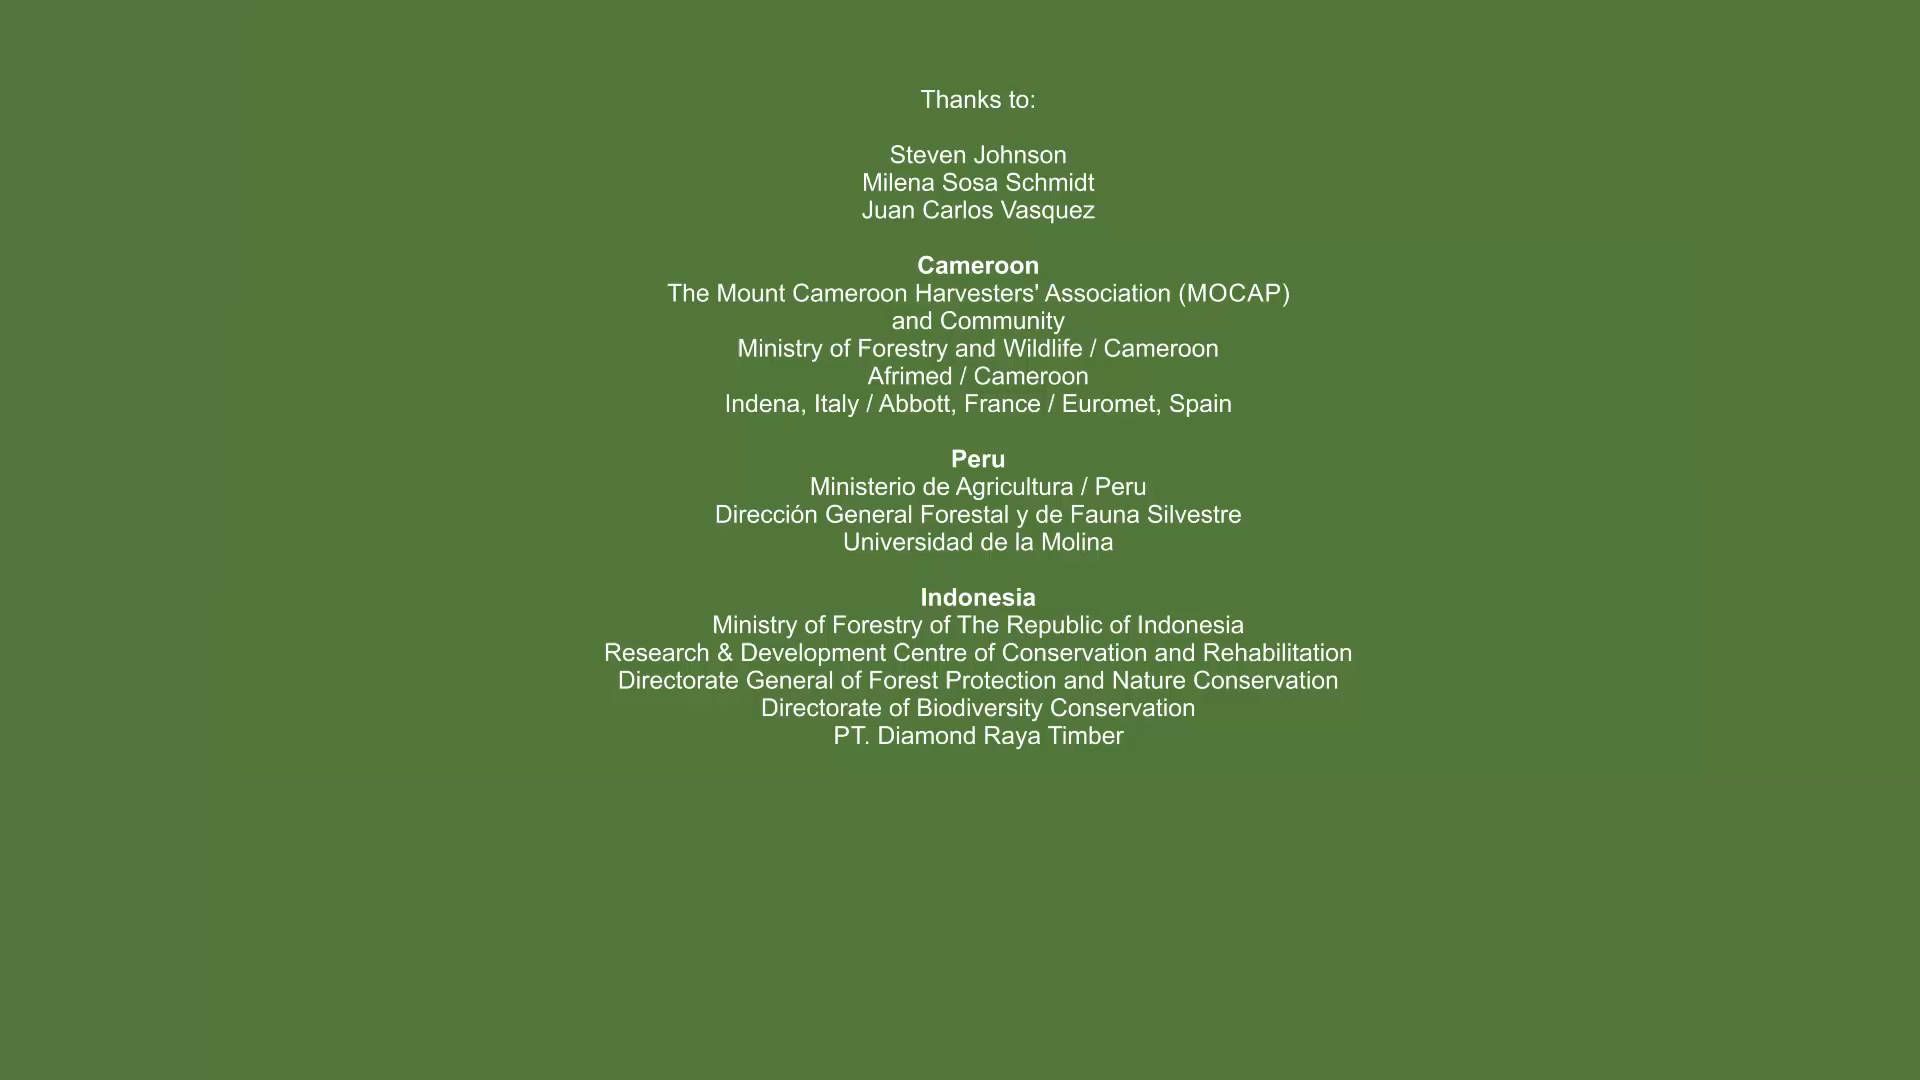 Thanks to:
Steven Johnson
Milena Sosa Schmidt
Juan Carlos Vasquez
Cameroon
The Mount Cameroon Harvesters' Association (MOCAP)
and Community
Ministry of Forestry and Wildlife / Cameroon
Afrimed / Cameroon
Indena, Italy / Abbott, France / Euromet, Spain
Peru
Ministerio de Agricultura / Peru
Dirección General Forestal y de Fauna Silvestre
Universidad de la Molina
Indonesia
Ministry of Forestry of The Republic of Indonesia
Research & Development Centre of Conservation and Rehabilitation
Directorate General of Forest Protection and Nature Conservation
Directorate of Biodiversity Conservation
PT. Diamond Raya Timber